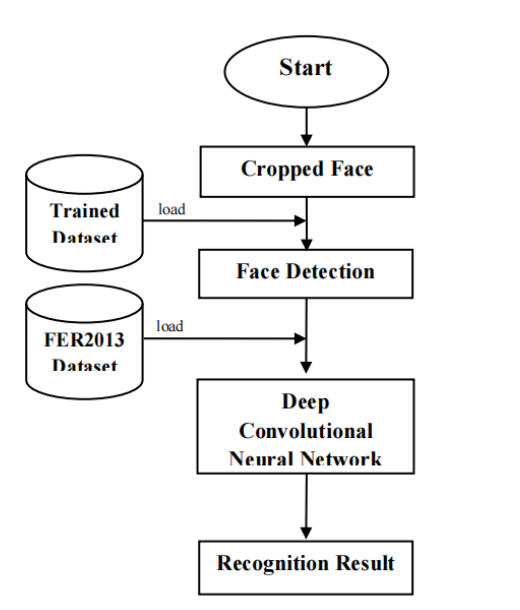 Start
Cropped Face
Trained
Dataset
load
Face Detection
FER2013
Dataset
load
Deep
Convolutional
Neural Network
Recognition Result